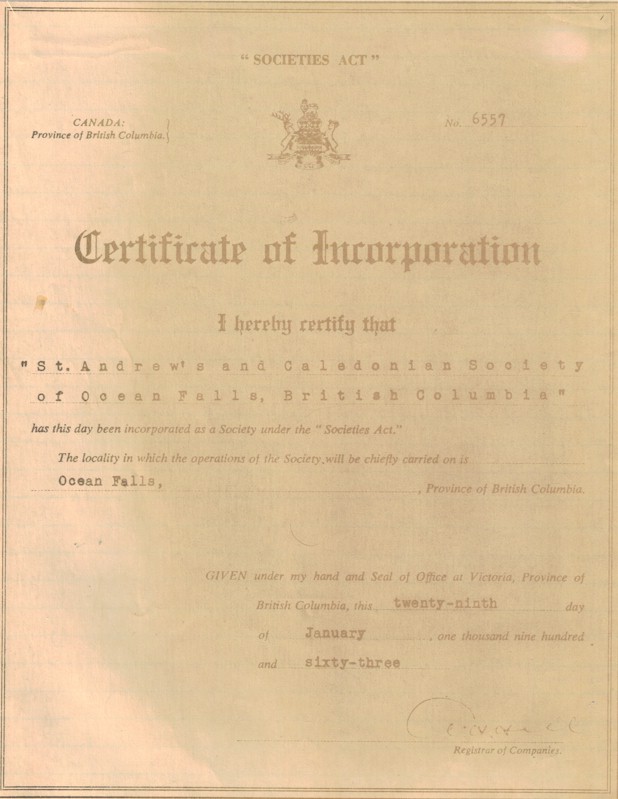 " SOCIETIES ACT "
CANADA:
Province of British Columbia.
No. 6557
Certificate of Incorporation
I hereby certify that
"St. Andrew's and Caledonian Society
of Ocean Falls, British Columbia"
has this day been incorporated as a Society under the "Societies Act."
The locality in which the operations of the Society will be chiefly carried on is
Ocean Falls, , Province of British Columbia.
GIVEN under my hand and Seal of Office at Victoria, Province of
British Columbia, this twenty-ninth day
of January , one thousand nine hundred
and sixty-three
Registrar of Companies.